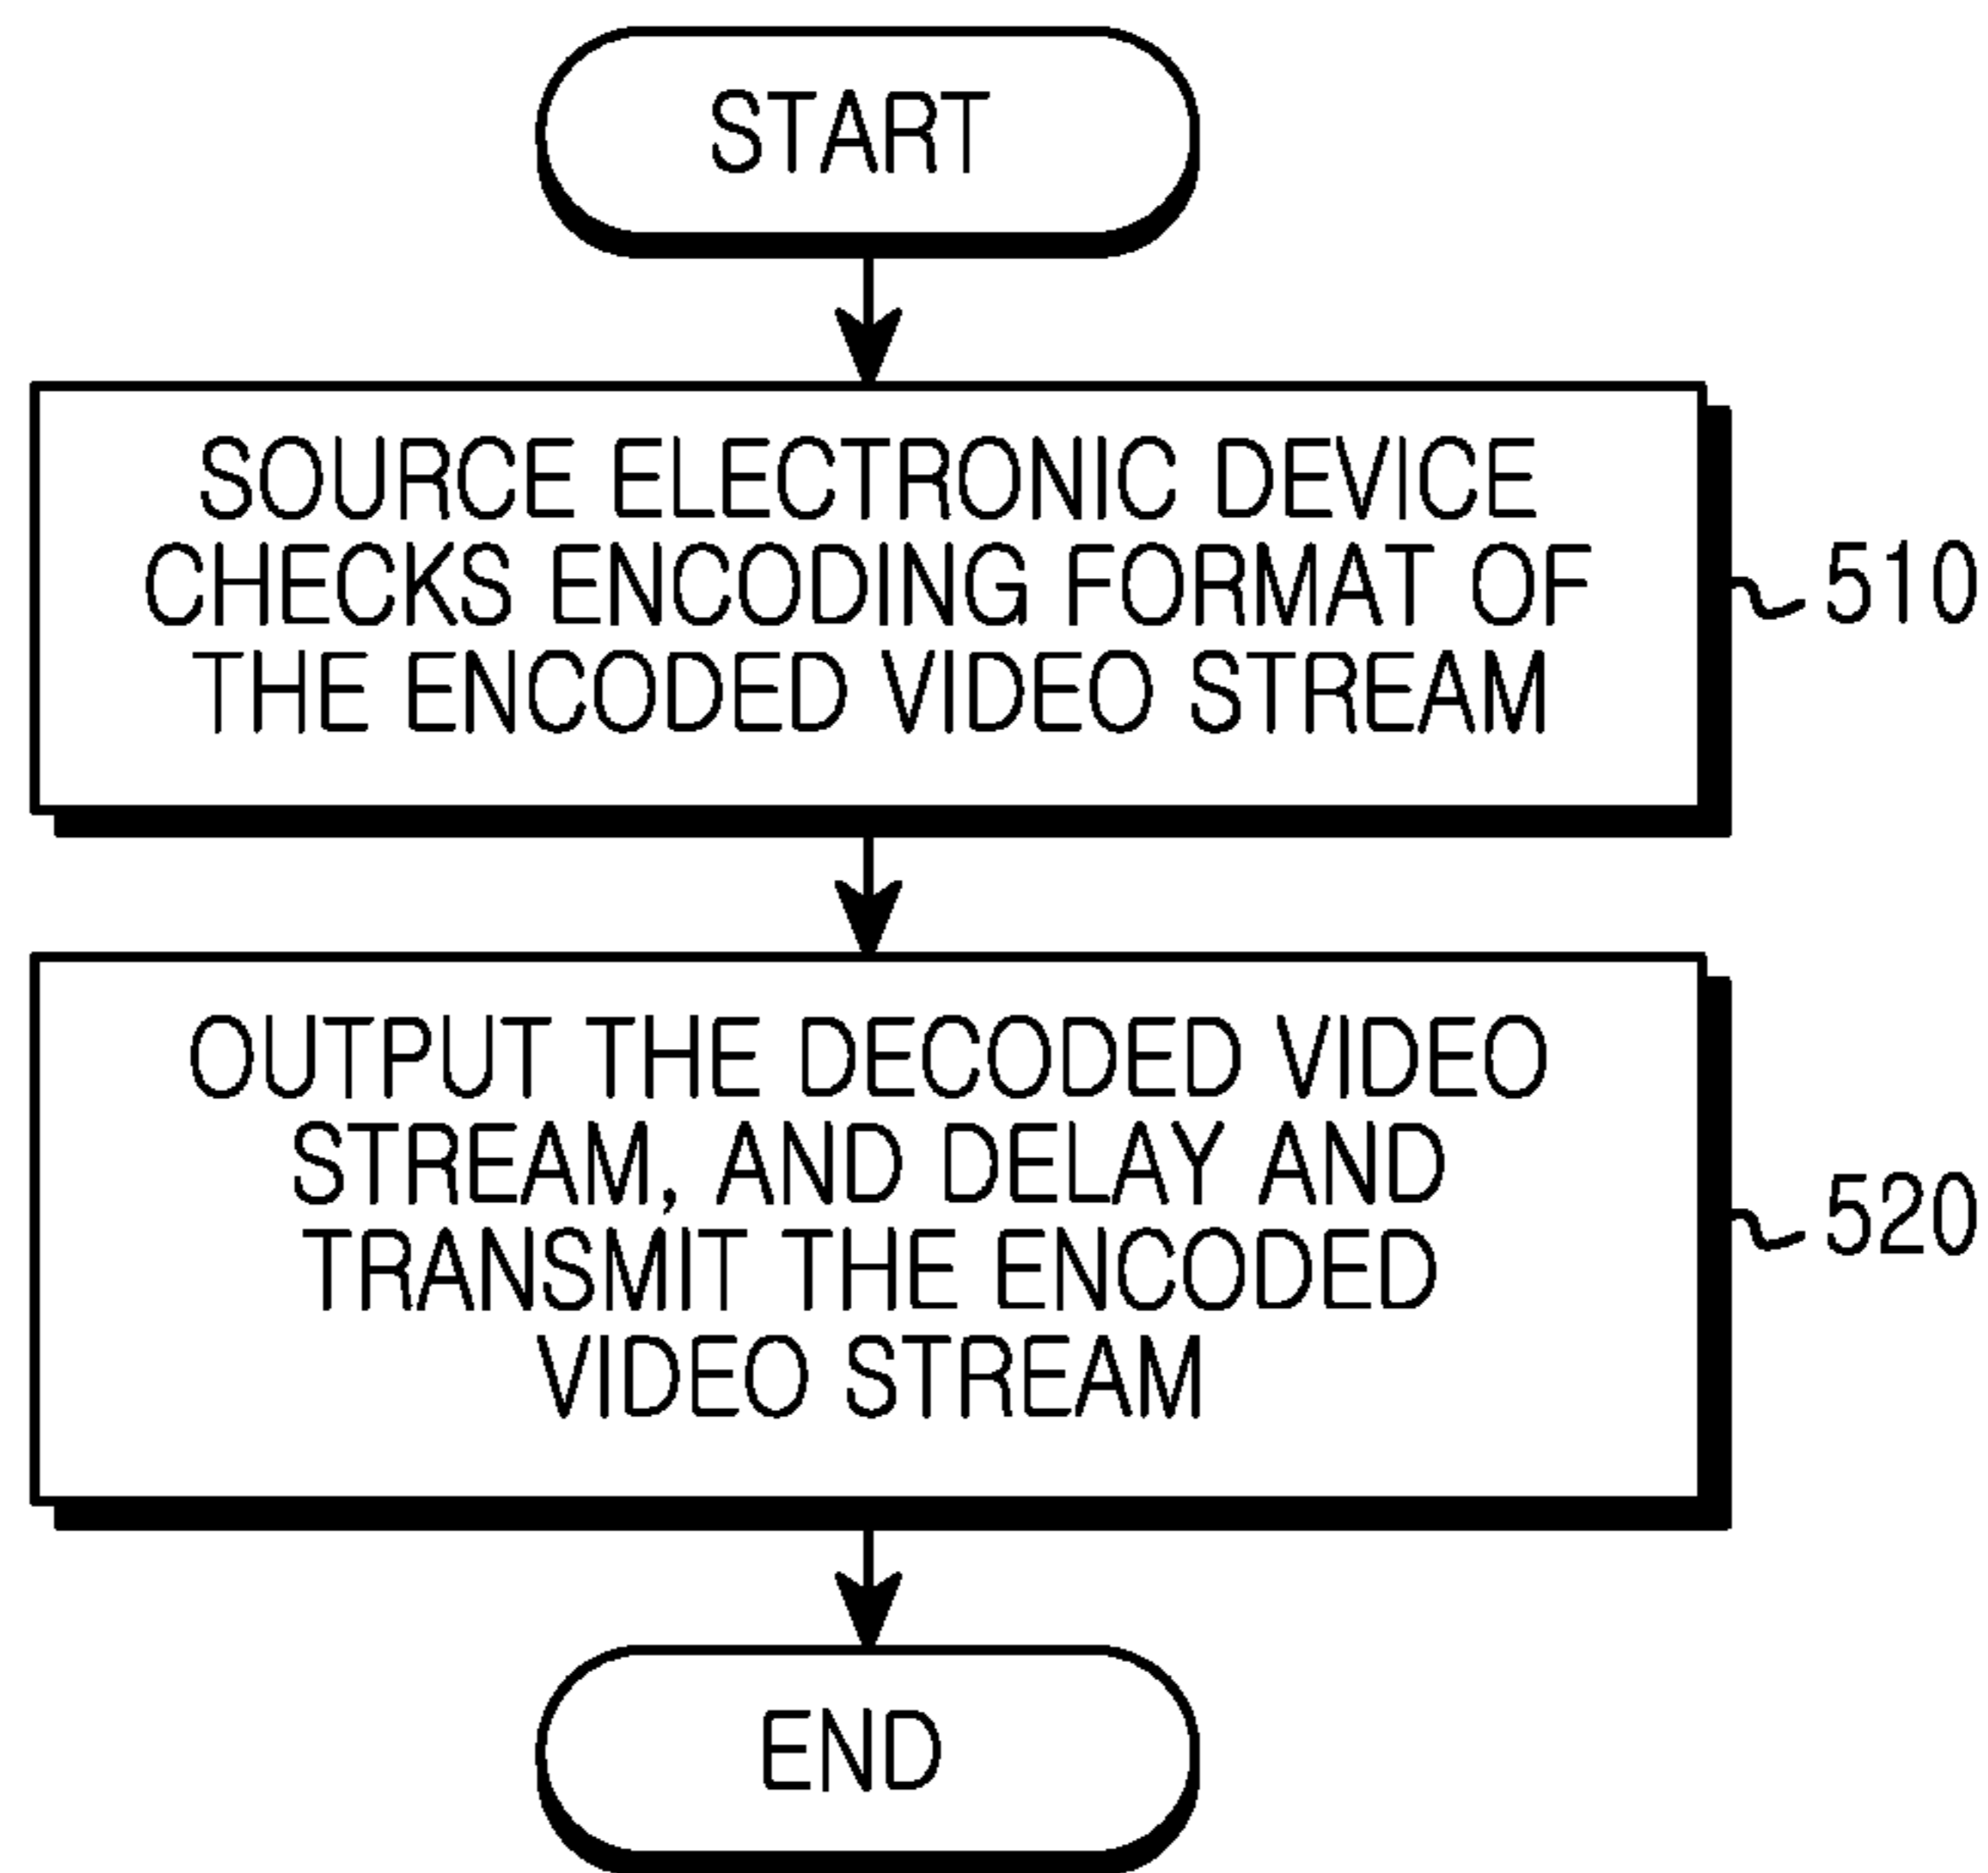 START
SOURCE ELECTRONIC DEVICE
CHECKS ENCODING FORMAT OF
THE ENCODED VIDEO STREAM
510
OUTPUT THE DECODED VIDEO
STREAM, AND DELAY AND
TRANSMIT THE ENCODED
VIDEO STREAM
520
END